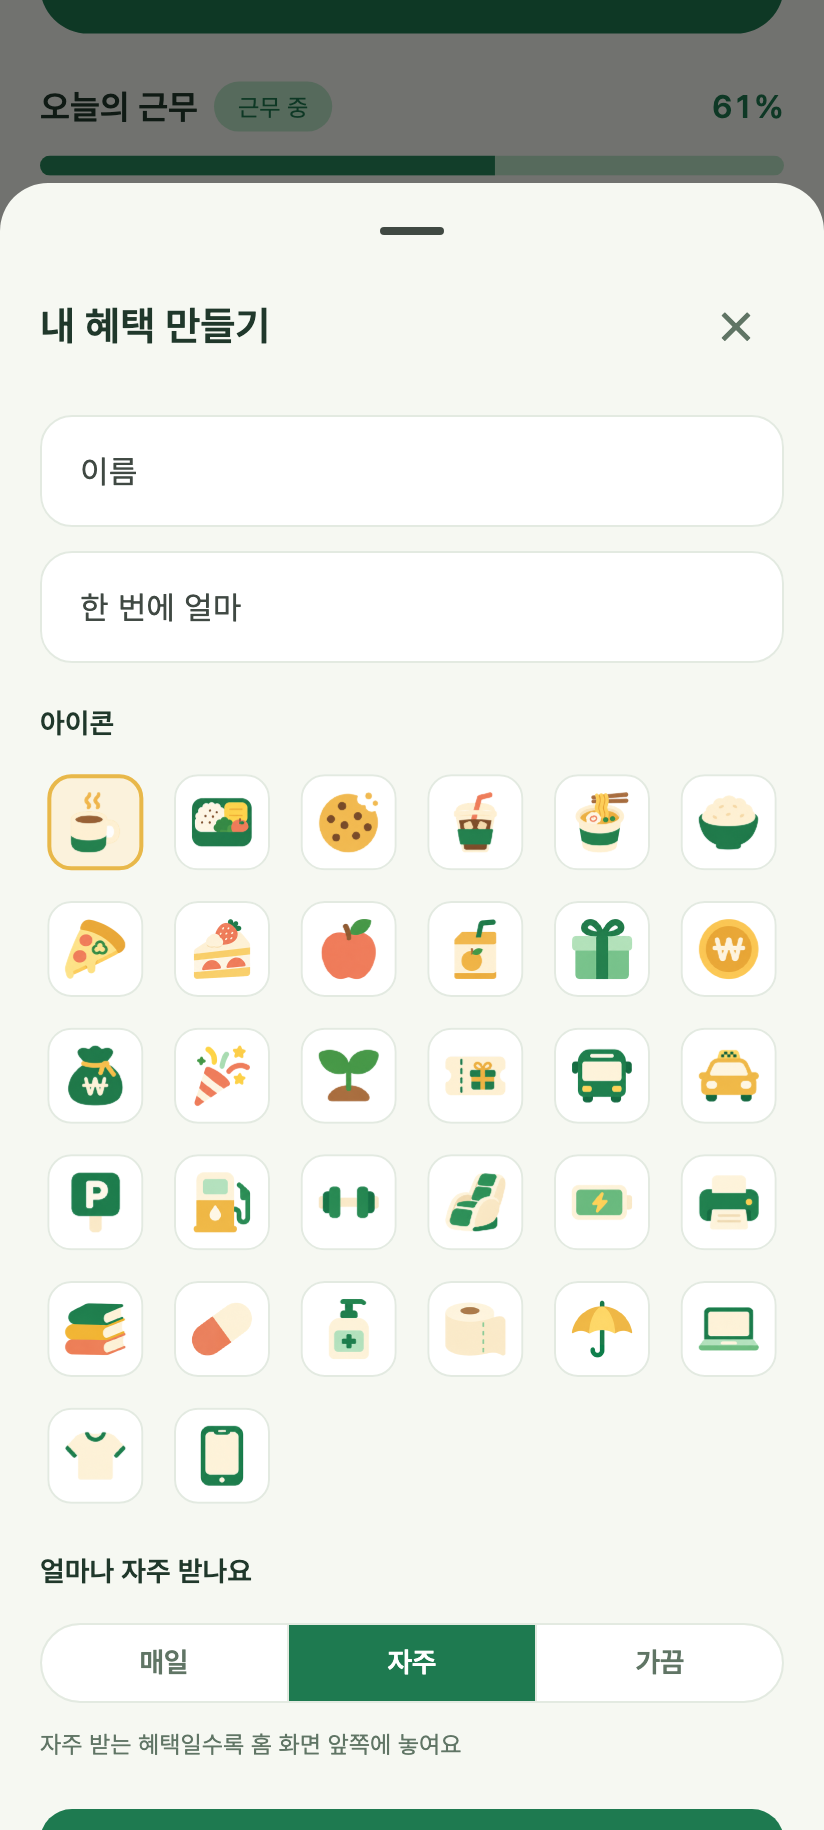 오늘의 근무 근무 중 61%
내 혜택 만들기
이름
한 번에 얼마
아이콘
₩
₩
P
얼마나 자주 받나요
매일 자주 가끔
자주 받는 혜택일수록 홈 화면 앞쪽에 놓여요